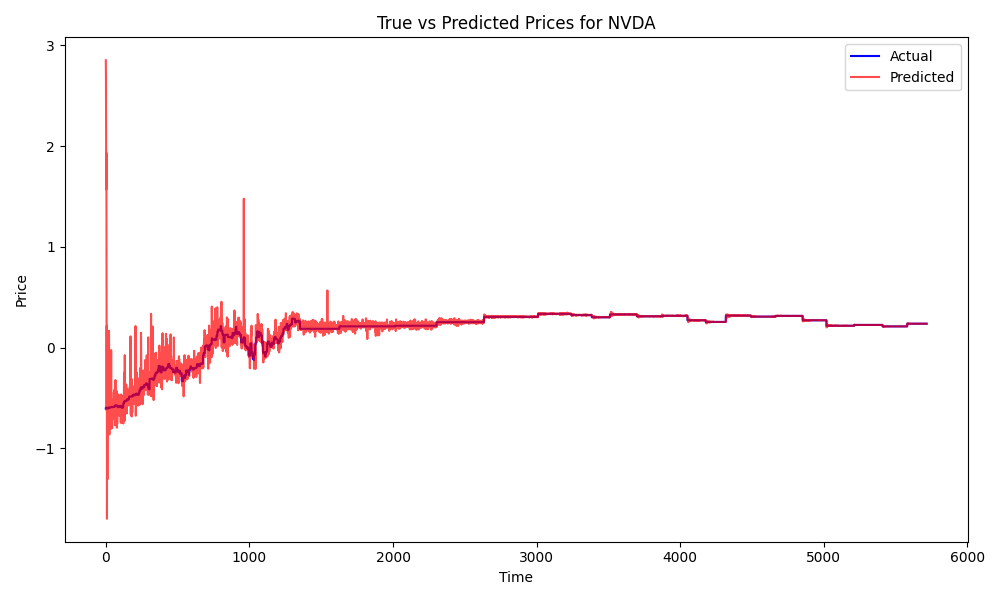 True vs Predicted Prices for NVDA
Actual
Predicted
Price
3
2
1
0
−1
0 1000 2000 3000 4000 5000 6000
Time